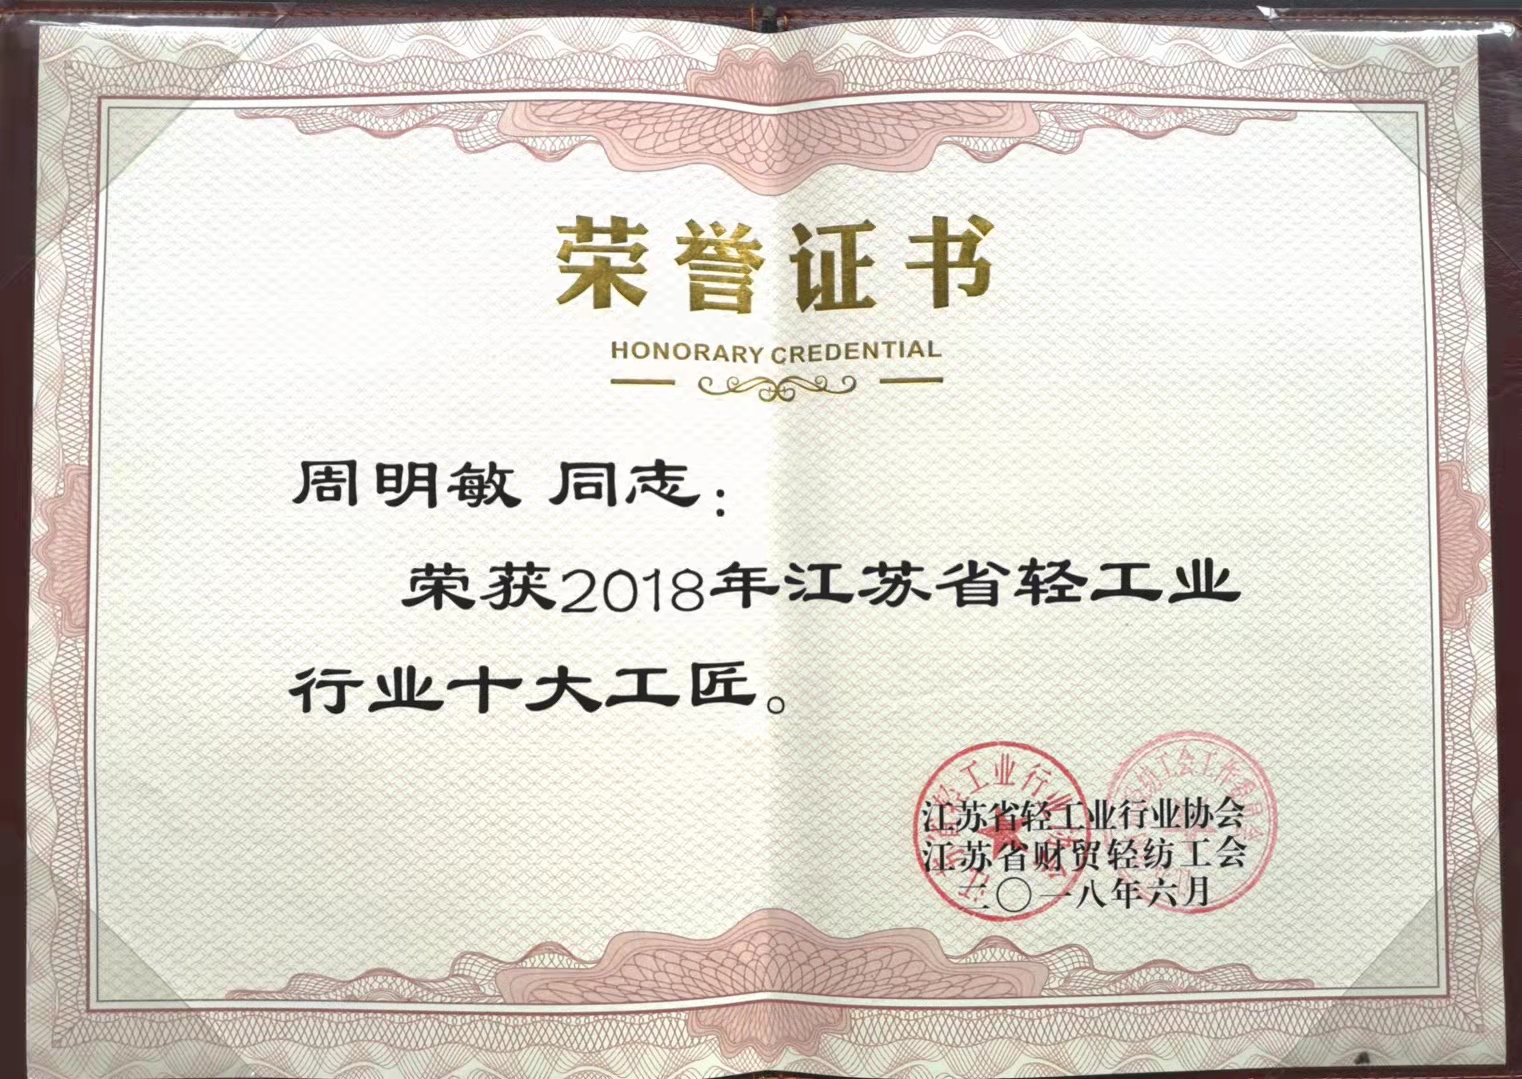 荣誉证书
HONORARY CREDENTIAL
周明敏 同志：
荣获2018年江苏省轻工业
行业十大工匠。
江苏省轻工业行业协会
江苏省财贸轻纺工会
二〇一八年六月